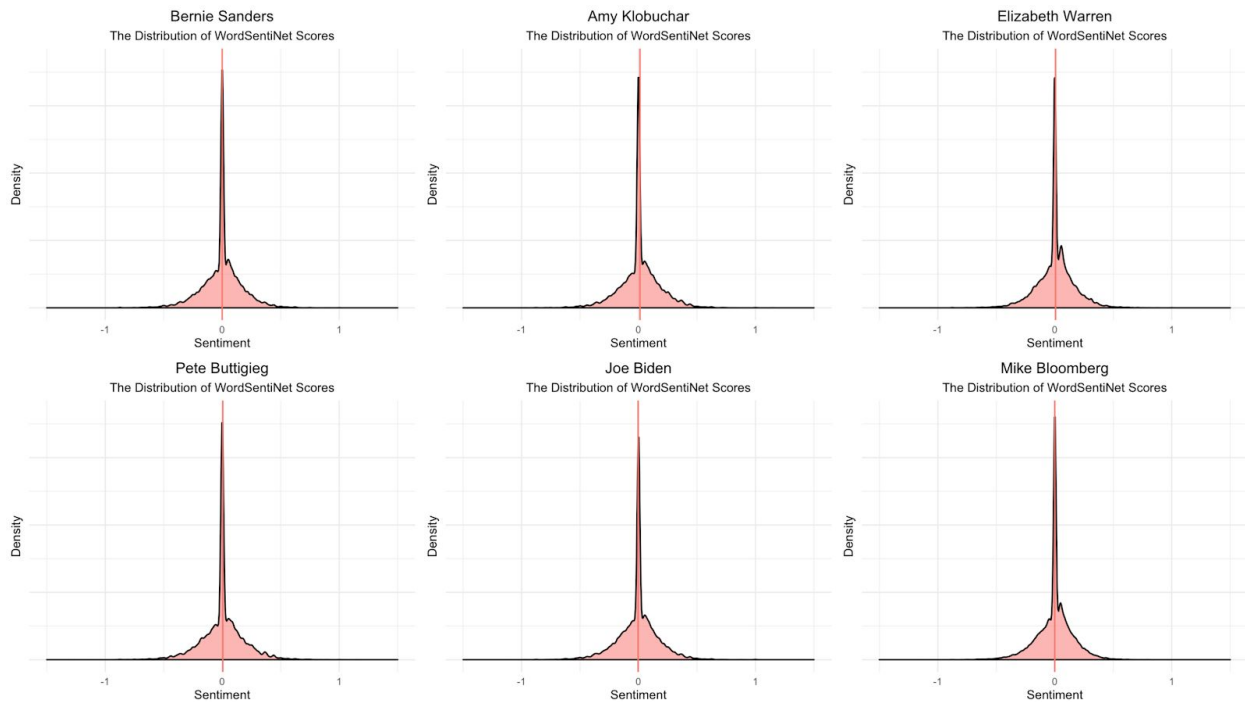 Bernie Sanders
The Distribution of WordSentiNet Scores
Density
-1 0 1
Sentiment
Amy Klobuchar
The Distribution of WordSentiNet Scores
Density
-1 0 1
Sentiment
Elizabeth Warren
The Distribution of WordSentiNet Scores
Density
-1 0 1
Sentiment
Pete Buttigieg
The Distribution of WordSentiNet Scores
Density
-1 0 1
Sentiment
Joe Biden
The Distribution of WordSentiNet Scores
Density
-1 0 1
Sentiment
Mike Bloomberg
The Distribution of WordSentiNet Scores
Density
-1 0 1
Sentiment